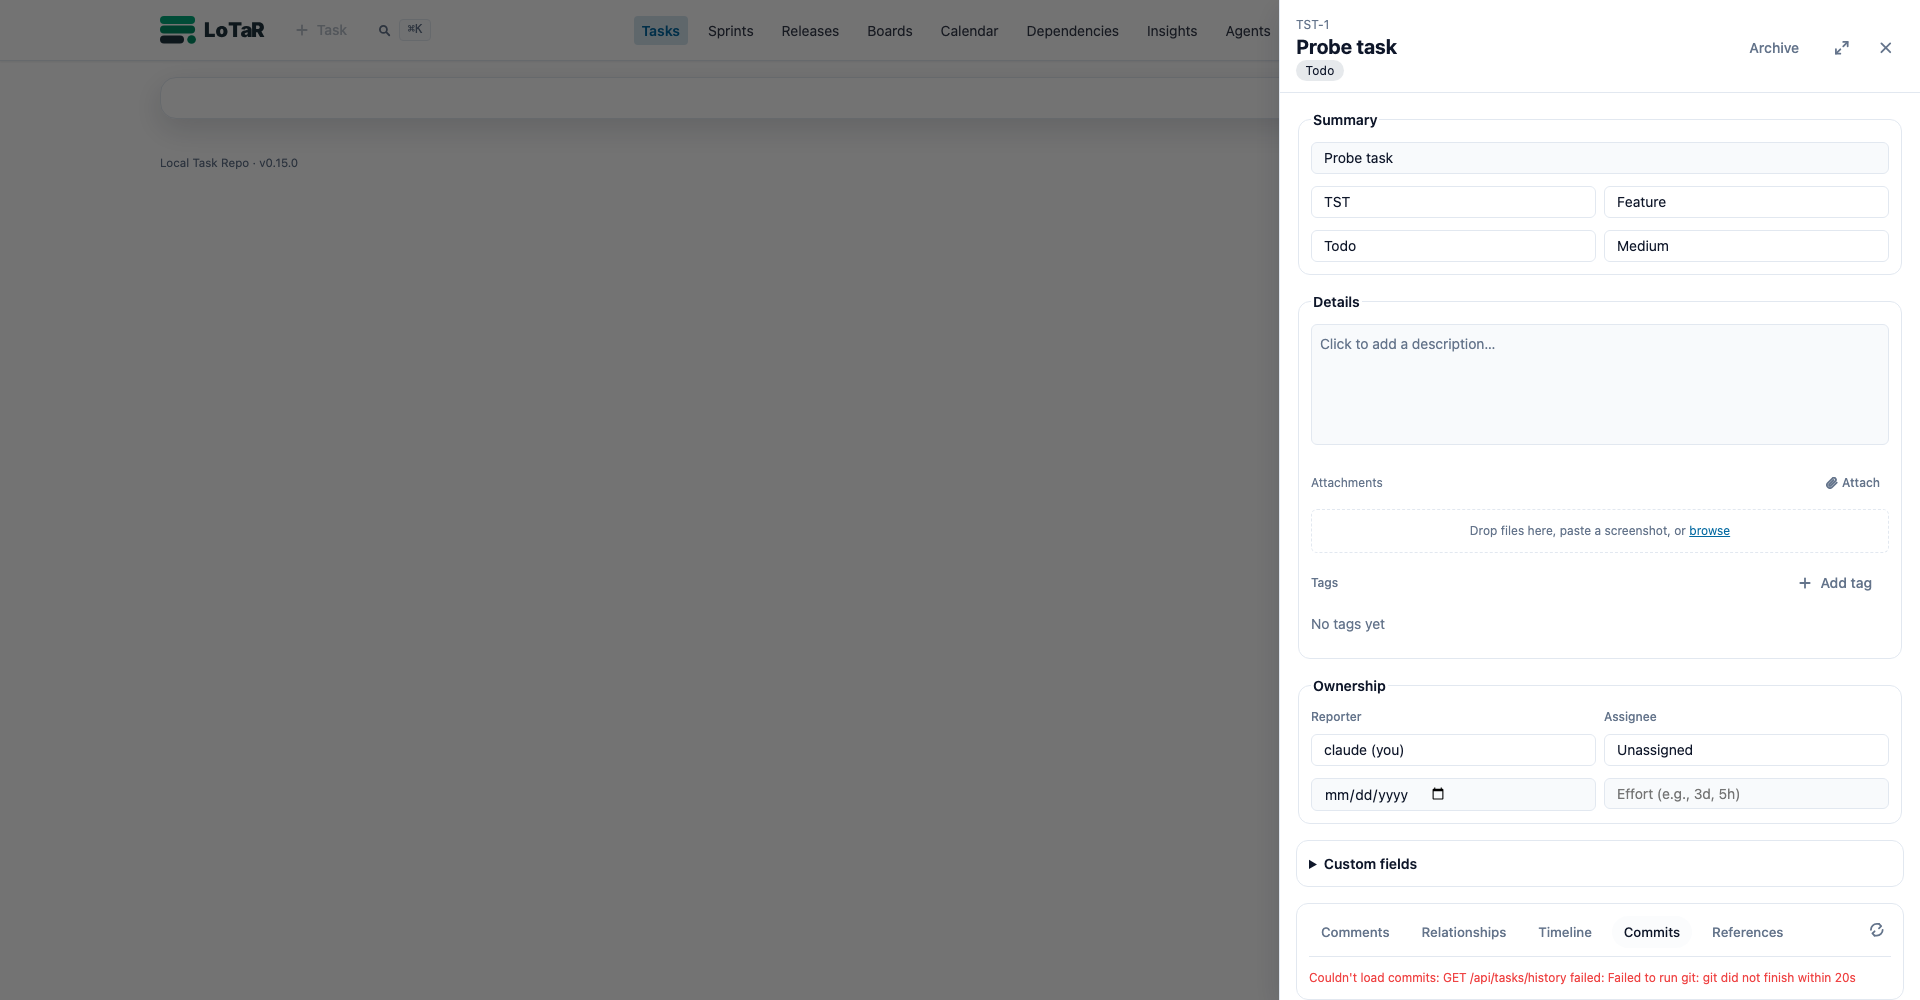 LoTaR
Task
⌘K
Tasks
Sprints
Releases
Boards
Calendar
Dependencies
Insights
Agents
Local Task Repo · v0.15.0
TST-1
Probe task
Todo
Archive
Summary
Probe task
TST
Feature
Todo
Medium
Details
Click to add a description...
Attachments
Attach
Drop files here, paste a screenshot, or browse
Tags
Add tag
No tags yet
Ownership
Reporter
Assignee
claude (you)
Unassigned
mm/dd/yyyy
Effort (e.g., 3d, 5h)
Custom fields
Comments
Relationships
Timeline
Commits
References
Couldn't load commits: GET /api/tasks/history failed: Failed to run git: git did not finish within 20s